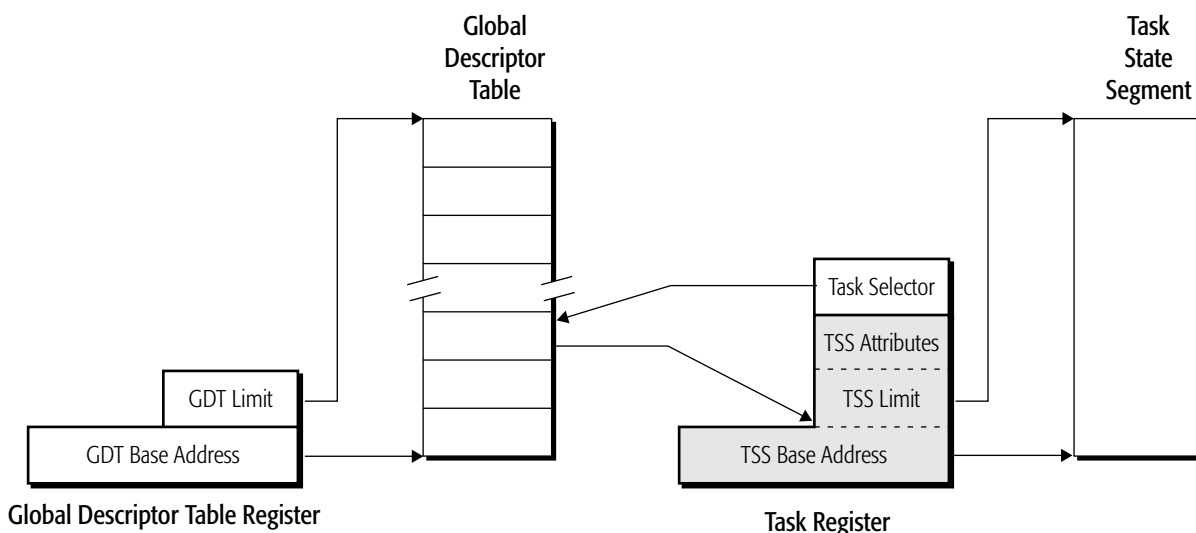 Global
Descriptor
Table
Task
State
Segment
Task Selector
TSS Attributes
GDT Limit
TSS Limit
GDT Base Address
TSS Base Address
Global Descriptor Table Register
Task Register